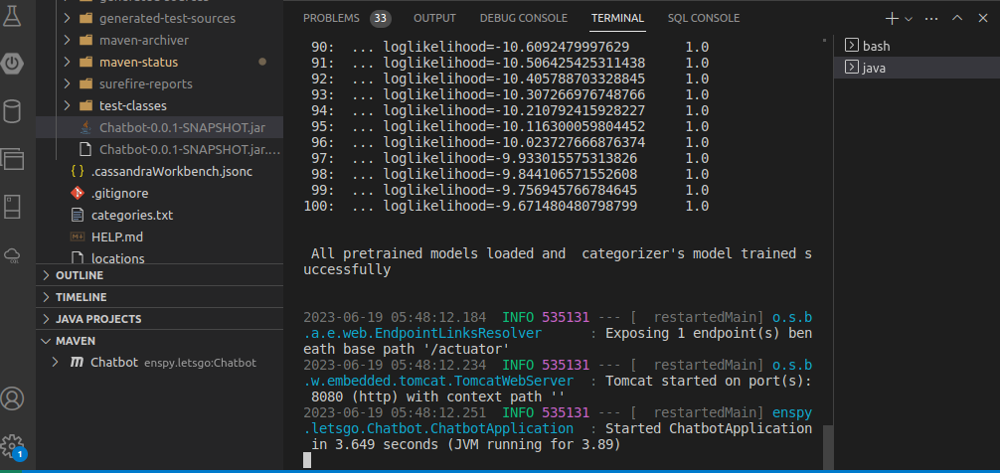 generated-test-sources
maven-archiver
maven-status
surefire-reports
test-classes
Chatbot-0.0.1-SNAPSHOT.jar
Chatbot-0.0.1-SNAPSHOT.jar....
{ } .cassandraWorkbench.jsonc
.gitignore
categories.txt
HELP.md
locations
OUTLINE
TIMELINE
JAVA PROJECTS
MAVEN
m Chatbot enspy.letsgo:Chatbot
1
PROBLEMS 33 OUTPUT DEBUG CONSOLE TERMINAL SQL CONSOLE
90: ... loglikelihood=-10.6092479997629 1.0
91: ... loglikelihood=-10.506425425311438 1.0
92: ... loglikelihood=-10.405788703328845 1.0
93: ... loglikelihood=-10.307266976748766 1.0
94: ... loglikelihood=-10.210792415928227 1.0
95: ... loglikelihood=-10.116300059804452 1.0
96: ... loglikelihood=-10.023727666876374 1.0
97: ... loglikelihood=-9.933015575313826 1.0
98: ... loglikelihood=-9.844106571552608 1.0
99: ... loglikelihood=-9.756945766784645 1.0
100: ... loglikelihood=-9.671480480798799 1.0
All pretrained models loaded and  categorizer's model trained s
uccessfully
2023-06-19 05:48:12.184 INFO 535131 --- [ restartedMain] o.s.b
.a.e.web.EndpointLinksResolver : Exposing 1 endpoint(s) ben
eath base path '/actuator'
2023-06-19 05:48:12.234 INFO 535131 --- [ restartedMain] o.s.b
.w.embedded.tomcat.TomcatWebServer : Tomcat started on port(s):
8080 (http) with context path ''
2023-06-19 05:48:12.251 INFO 535131 --- [ restartedMain] enspy
.letsgo.Chatbot.ChatbotApplication : Started ChatbotApplication
in 3.649 seconds (JVM running for 3.89)
bash
java